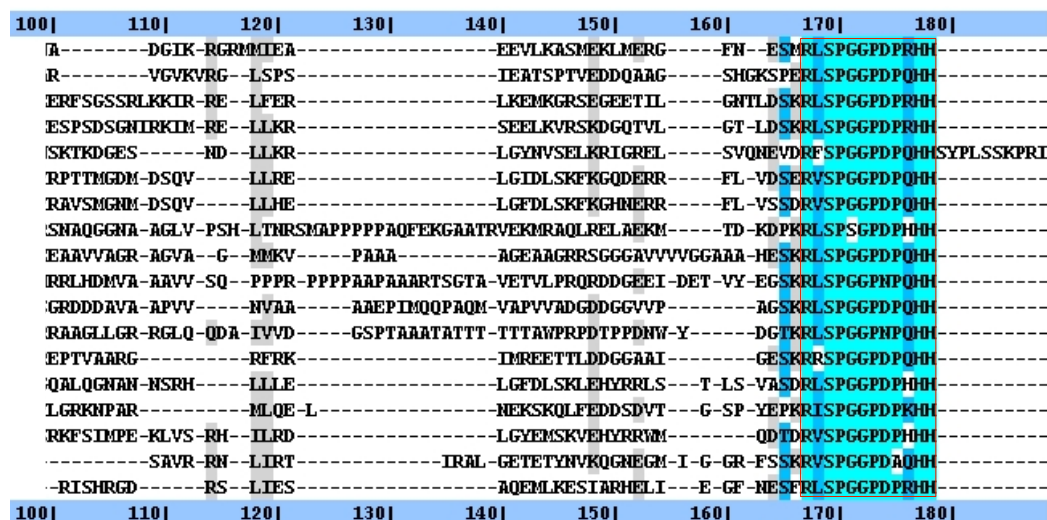 100| 110| 120| 130| 140| 150| 160| 170| 180|
A--------DGIK-RGRMMIEA------------------EEVLKASMEKLMERG-----FN--ESMRLSPGGPDPRHH----------
R--------VGVKVRG--LSPS------------------IEATSPTVEDDQAAG-----SHGKSPERLSPGGPDPQHH----------
ERFSGSSRLKKIR-RE--LFER------------------LKEMKGRSEGEETIL-----GNTLDSKRLSPGGPDPRHH----------
ESPSDSGNIRKIM-RE--LLKR------------------SEELKVRSKDGQTVL-----GT-LDSKRLSPGGPDPRHH----------
SKTKDGES-----ND--LLKR------------------LGYNVSELKRIGREL-----SVQNEVDRFSPGGPDPQHHSYPLSSKPRI
RPTTMGDM-DSQV----LLRE------------------LGIDLSKFKGQDERR-----FL-VDSERVSPGGPDPQHH----------
RAVSMGNM-DSQV----LLHE------------------LGFDLSKFKGHNERR-----FL-VSSDRVSPGGPDPQHH----------
SNAQGGNA-AGLV-PSH-LTNRSMAPPPPPAQFEKGAATRVEKMRAQLRELAEKM-----TD-KDPKRLSPSGPDPHHH----------
EAAVVAGR-AGVA--G--MMKV-----PAAA---------AGEAAGRRSGGGAVVVVGGAAA-HESKRLSPGGPDPQHH----------
RRLHDMVA-AAVV-SQ--PPPR-PPPPAAPAAARTSGTA-VETVLPRQRDDGEEI-DET-VY-EGSKRLSPGGPNPQHH----------
GRDDDAVA-APVV-----NVAA-----AAEPIMQQPAQM-VAPVVADGDDGGVVP--------AGSKRLSPGGPDPQHH----------
RAAGLLGR-RGLQ-QDA-IVVD-----GSPTAAATATTT-TTTAWPRPDTPPDNW-Y------DGTKRLSPGGPNPQHH----------
EPTVAARG----------RFRK------------------IMREETTLDDGGAAI--------GESKRRSPGGPDPQHH----------
QALQGNAN-NSRH----LLLE------------------LGFDLSKLEHYRRLS---T-LS-VASDRLSPGGPDPHHH----------
LGRKNPAR---------MLQE-L----------------NEKSKQLFEDDSDVT---G-SP-YEPKRISPGGPDPKHH----------
RKFSIMPE-KLVS-RH--ILRD------------------LGYEMSKVEHYRRWM--------QDTDRVSPGGPDPHHH----------
---------SAVR-RN--LIRT-------------IRAL-GETETYNVKQGNEGM-I-G-GR-FSSKRVSPGGPDAQHH----------
-RISHRGD------RS--LIES------------------AQEMLKESIARHELI---E-GF-NESFRLSPGGPDPRHH----------
100| 110| 120| 130| 140| 150| 160| 170| 180|